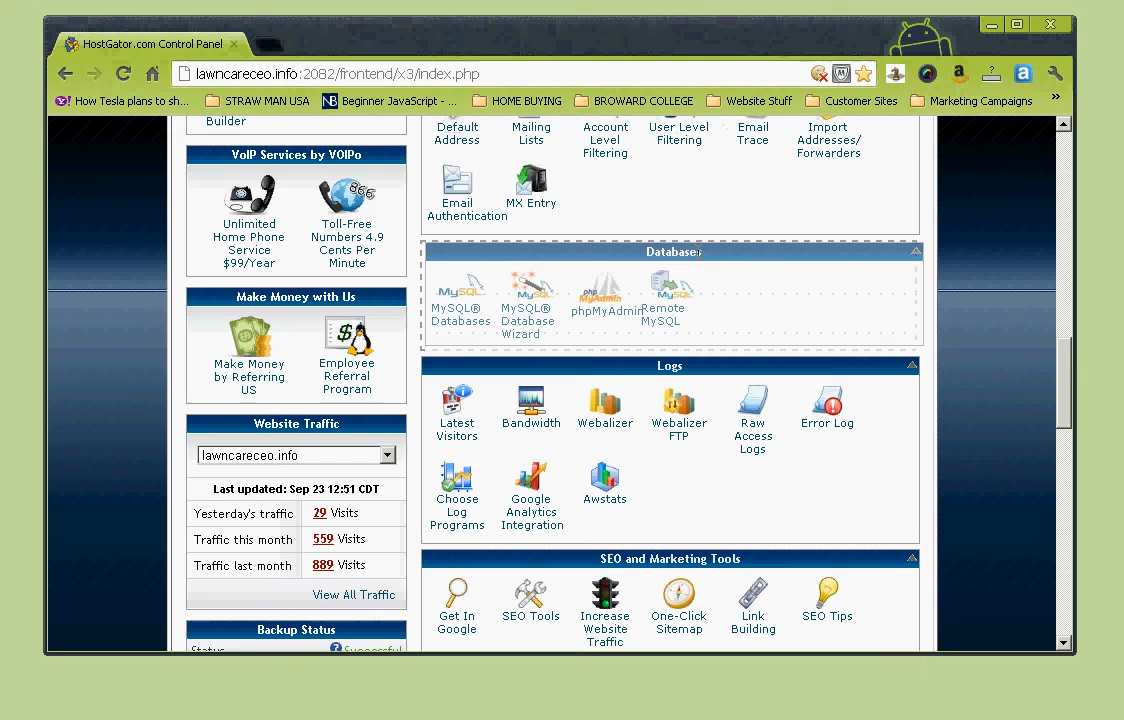 HostGator.com Control Panel
lawncareceo.info:2082/frontend/x3/index.php
How Tesla plans to sh...
STRAW MAN USA
Beginner JavaScript - ...
HOME BUYING
BROWARD COLLEGE
Website Stuff
Customer Sites
Marketing Campaigns
»
Builder
VoIP Services by VOIPo
Unlimited
Home Phone
Service
$99/Year
866
Toll-Free
Numbers 4.9
Cents Per
Minute
Make Money with Us
Make Money
by Referring
US
Employee
Referral
Program
Website Traffic
lawncareceo.info
Last updated: Sep 23 12:51 CDT
Yesterday's traffic 29 Visits
Traffic this month 559 Visits
Traffic last month 889 Visits
View All Traffic
Backup Status
Status
Successful
Default
Address
Mailing
Lists
Account
Level
Filtering
User Level
Filtering
Email
Trace
Import
Addresses/
Forwarders
Email
Authentication
MX Entry
Databases
MySQL
MySQL®
Databases
MySQL
MySQL®
Database
Wizard
php
MyAdmin
phpMyAdmin
MySQL
Remote
MySQL
Logs
Latest
Visitors
Bandwidth
Webalizer
Webalizer
FTP
Raw
Access
Logs
Error Log
Choose
Log
Programs
Google
Analytics
Integration
Awstats
SEO and Marketing Tools
Get In
Google
SEO Tools
Increase
Website
Traffic
One-Click
Sitemap
Link
Building
SEO Tips